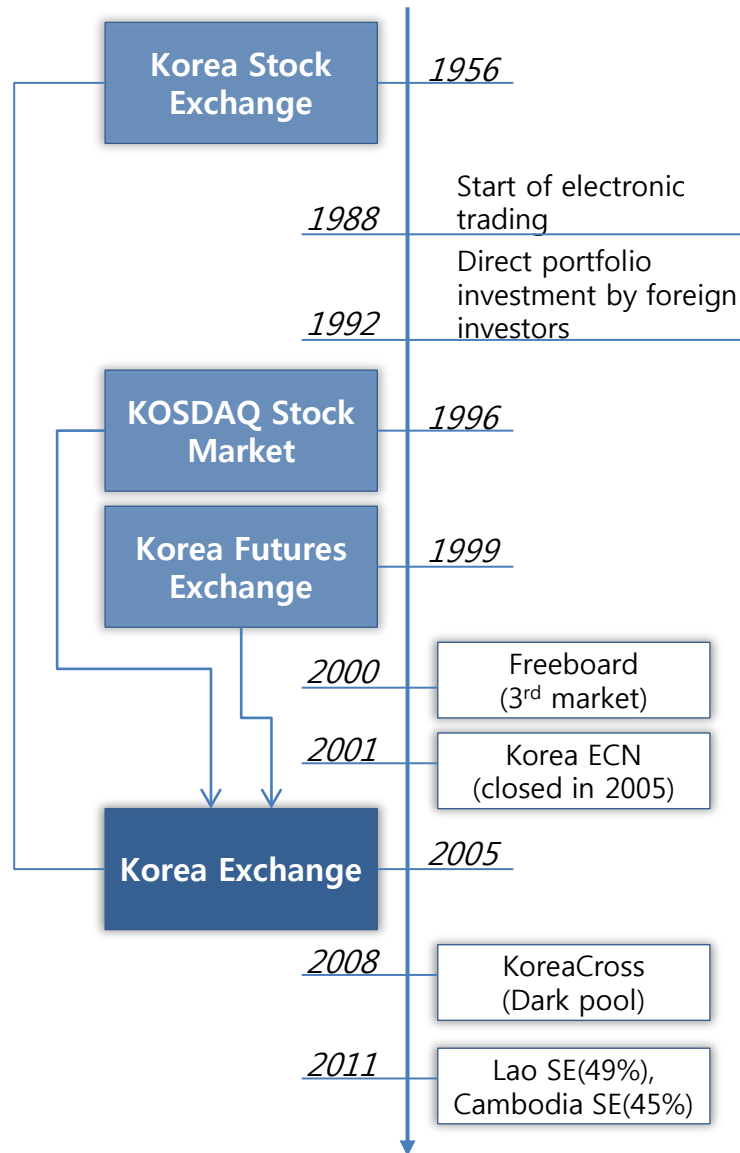 Korea Stock
Exchange
1956
1988
Start of electronic
trading
1992
Direct portfolio
investment by foreign
investors
KOSDAQ Stock
Market
1996
Korea Futures
Exchange
1999
2000
Freeboard
(3rd market)
2001
Korea ECN
(closed in 2005)
Korea Exchange
2005
2008
KoreaCross
(Dark pool)
2011
Lao SE(49%),
Cambodia SE(45%)